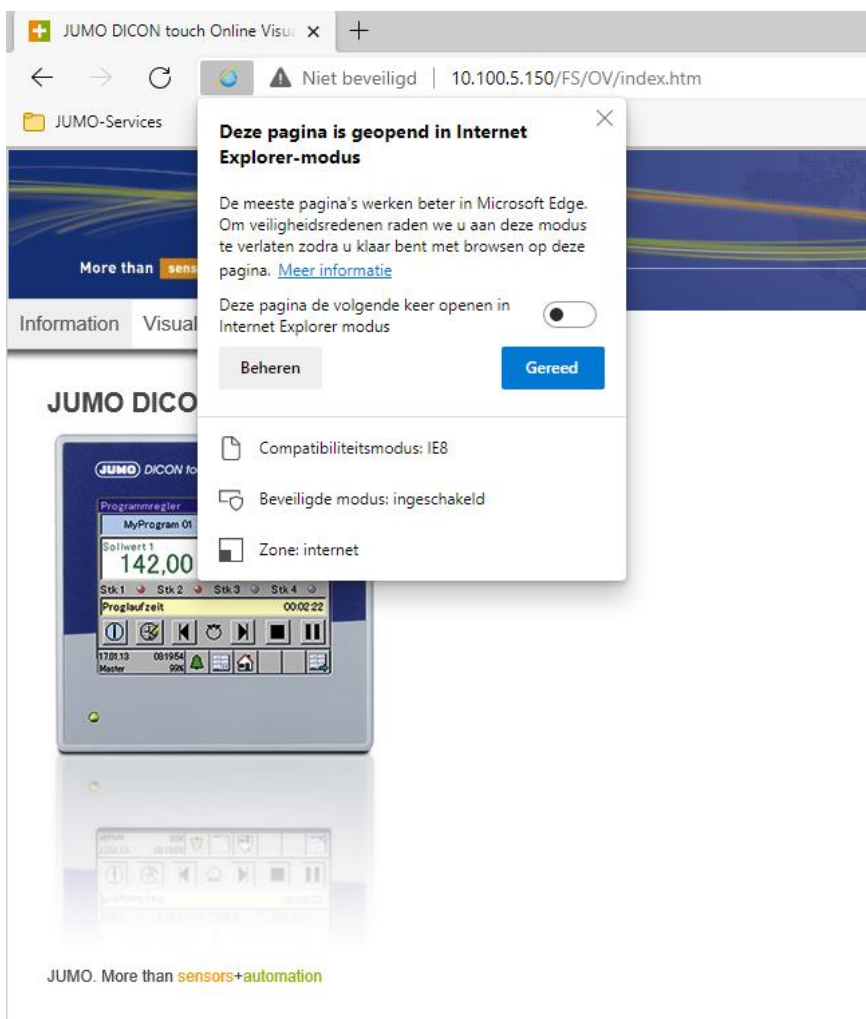 JUMO DICON touch Online Visu
Niet beveiligd | 10.100.5.150/FS/OV/index.htm
JUMO-Services
Deze pagina is geopend in Internet
Explorer-modus
De meeste pagina's werken beter in Microsoft Edge.
Om veiligheidsredenen raden we u aan deze modus
te verlaten zodra u klaar bent met browsen op deze
pagina. Meer informatie
Deze pagina de volgende keer openen in
Internet Explorer modus
Beheren
Gereed
Compatibiliteitsmodus: IE8
Beveiligde modus: ingeschakeld
Zone: internet
More than sens
Information Visual
JUMO DICO
JUMO DICON to
Programmregler
MyProgram 01
Sollwert 1
142,00
Stk1 Stk2 Stk3 Stk4
Proglaufzeit 00:02:22
17.01.13 081954
Master 99%
JUMO. More than sensors+automation